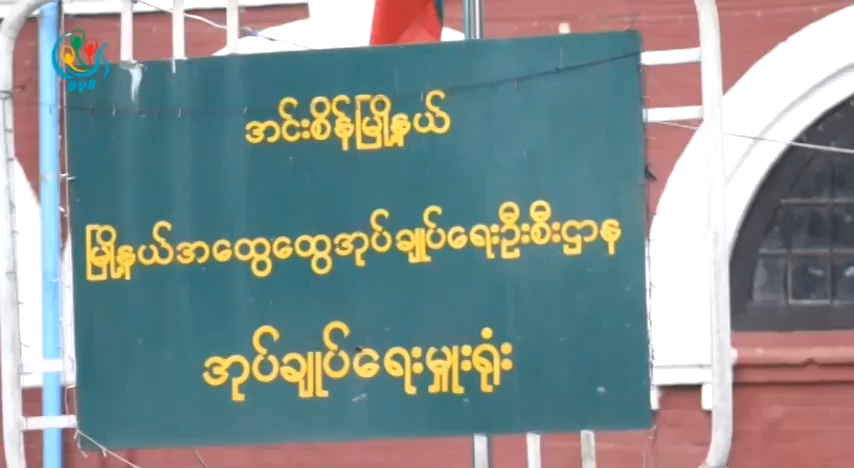 DVB
အင်းစိန်မြို့နယ်
မြို့နယ်အထွေထွေအုပ်ချုပ်ရေးဦးစီးဌာန
အုပ်ချုပ်ရေးမှူးရုံး